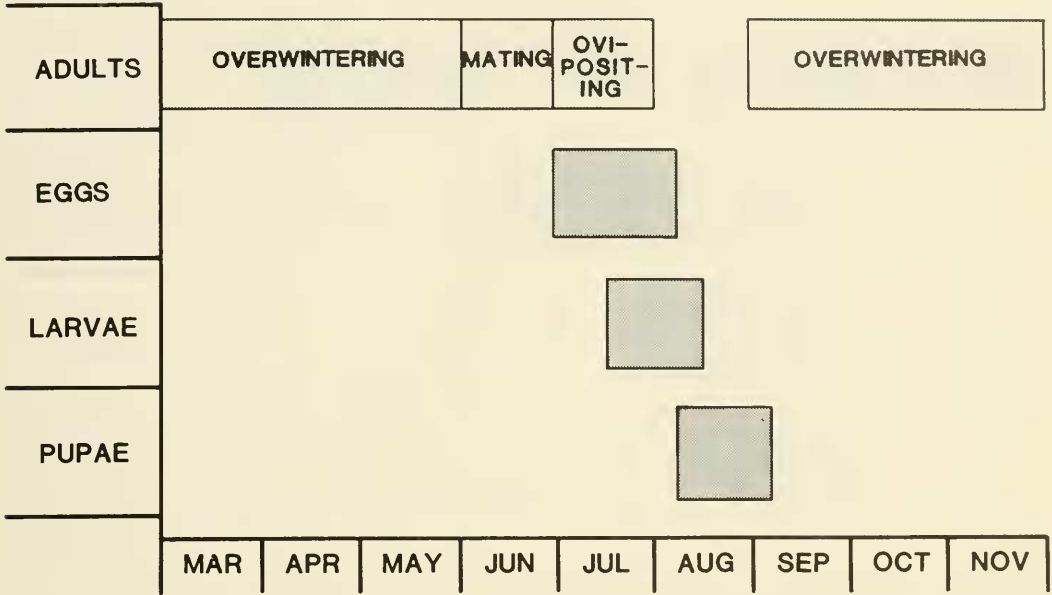 ADULTS
OVERWINTERING
MATING
OVI-
POSIT-
ING
OVERWINTERING
EGGS
LARVAE
PUPAE
MAR APR MAY JUN JUL AUG SEP OCT NOV